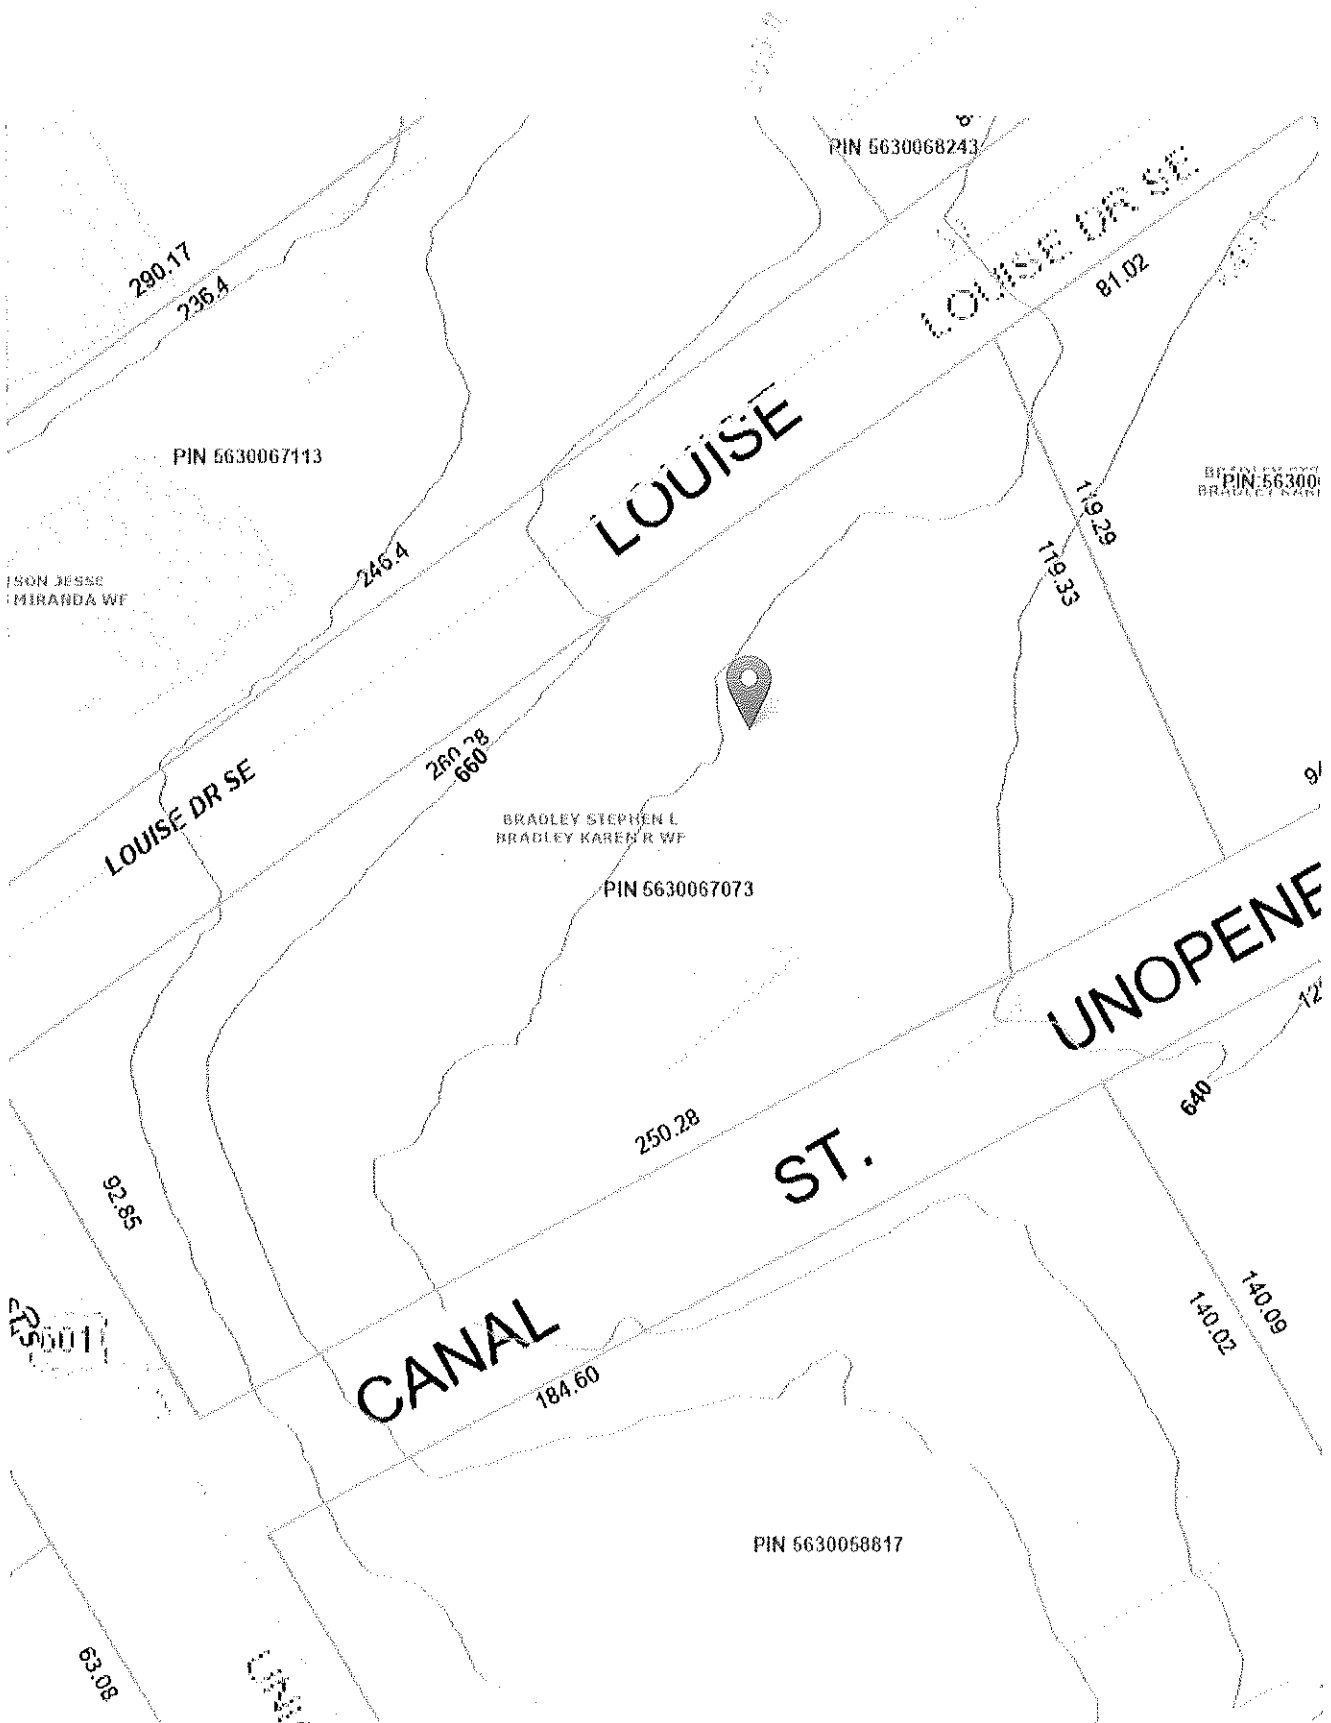 PIN 5630068243
LOUISE DR SE
81.02
290.17
236.4
LOUISE
PIN 5630067113
119.29
119.33
246.4
MIRANDA WF
660
LOUISE DR SE
BRADLEY STEPHEN L
BRADLEY KAREN R WF
PIN 5630067073
UNOPENE
250.28
ST.
640
92.85
140.09
140.02
601
CANAL
184.60
PIN 5630058817
63.08